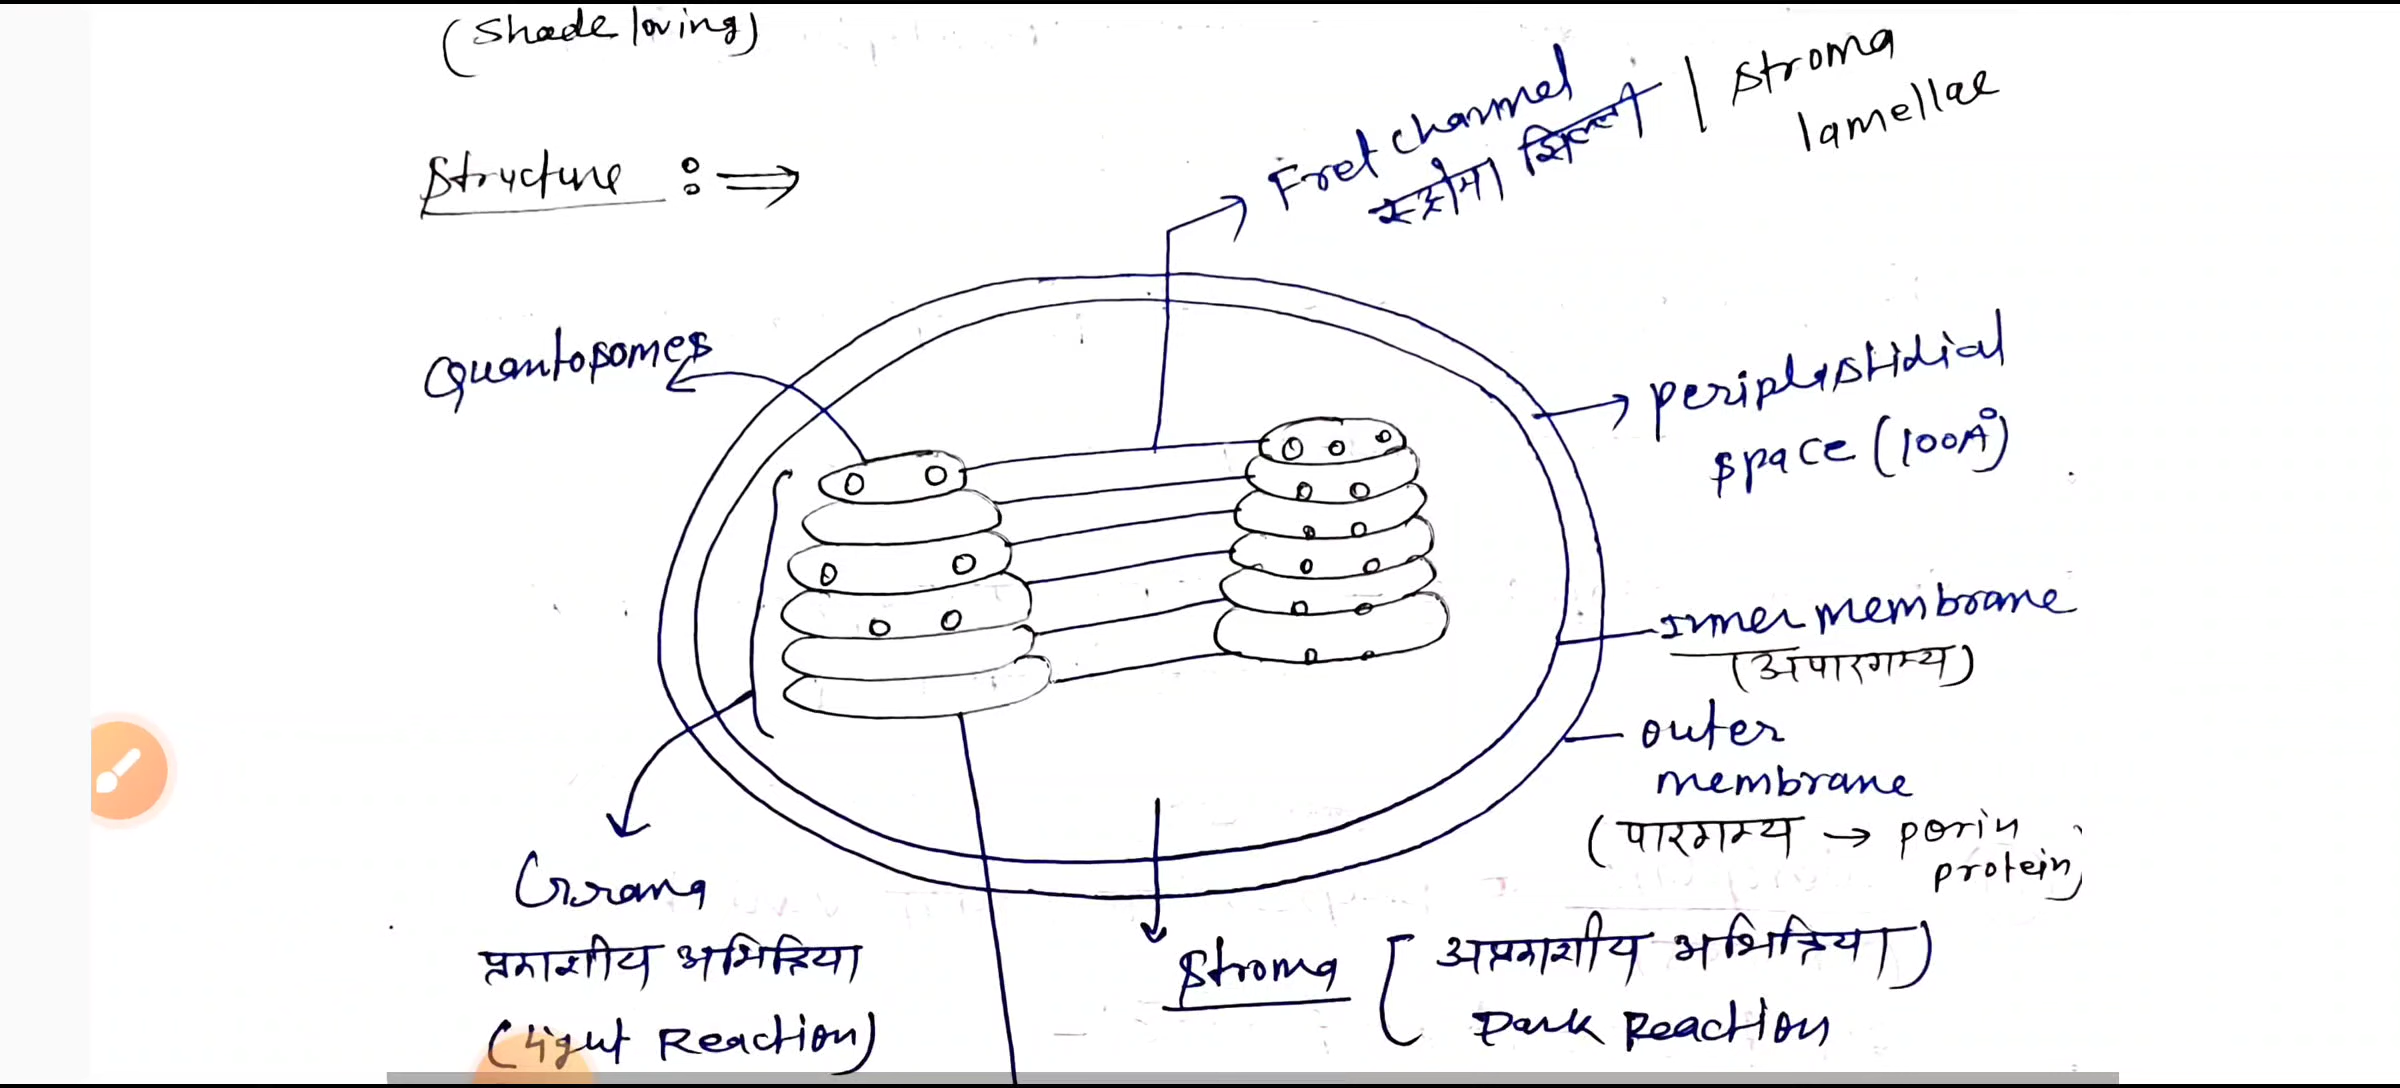 (Shade loving)
Fret channel
स्ट्रोमा झिल्ली | Stroma
lamellae
Structure :⇒
Quantosomes
periplastidial
space (100Å)
Inner membrane
(अपारगम्य)
outer
membrane
(पारगम्य → porin
protein)
Grana
प्रकाशीय अभिक्रिया
(Light Reaction)
Stroma [ अप्रकाशीय अभिक्रिया)
Dark Reaction